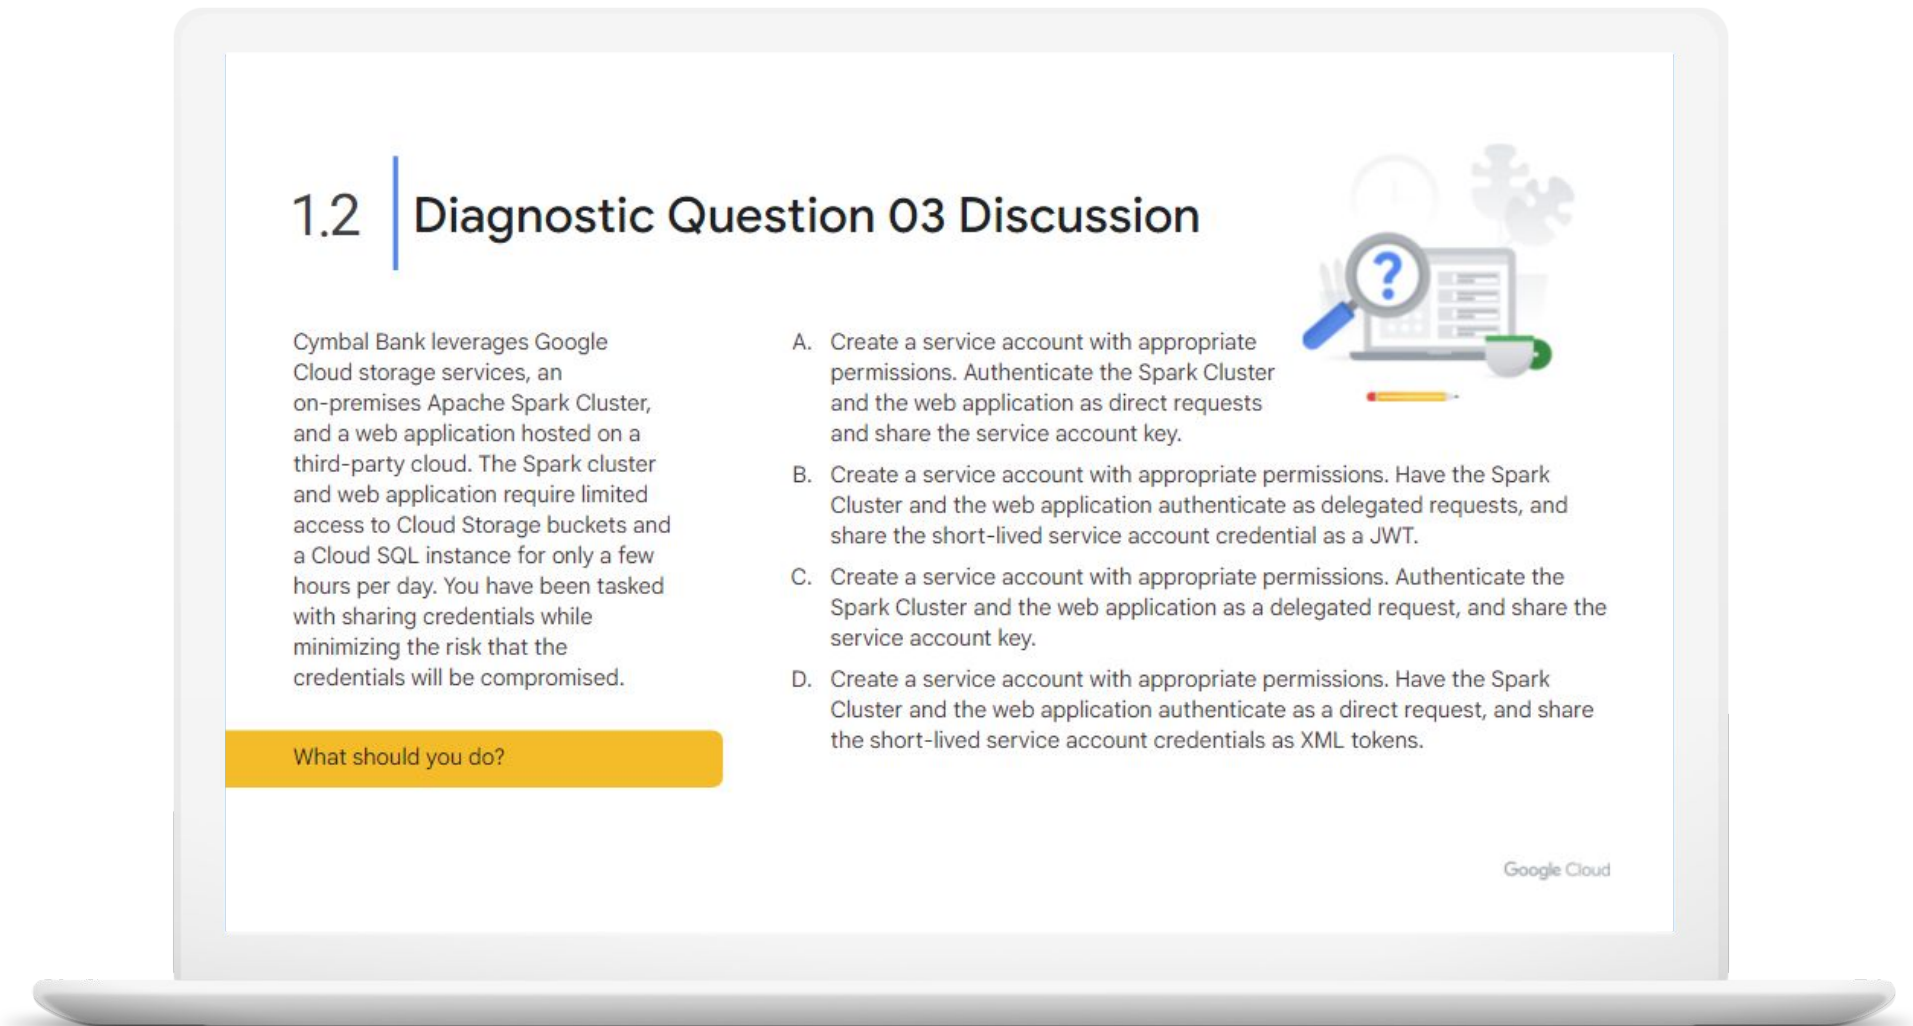 1.2
Diagnostic Question 03 Discussion
Cymbal Bank leverages Google
Cloud storage services, an
on-premises Apache Spark Cluster,
and a web application hosted on a
third-party cloud. The Spark cluster
and web application require limited
access to Cloud Storage buckets and
a Cloud SQL instance for only a few
hours per day. You have been tasked
with sharing credentials while
minimizing the risk that the
credentials will be compromised.
What should you do?
A. Create a service account with appropriate
permissions. Authenticate the Spark Cluster
and the web application as direct requests
and share the service account key.
B. Create a service account with appropriate permissions. Have the Spark
Cluster and the web application authenticate as delegated requests, and
share the short-lived service account credential as a JWT.
C. Create a service account with appropriate permissions. Authenticate the
Spark Cluster and the web application as a delegated request, and share the
service account key.
D. Create a service account with appropriate permissions. Have the Spark
Cluster and the web application authenticate as a direct request, and share
the short-lived service account credentials as XML tokens.
?
Google Cloud